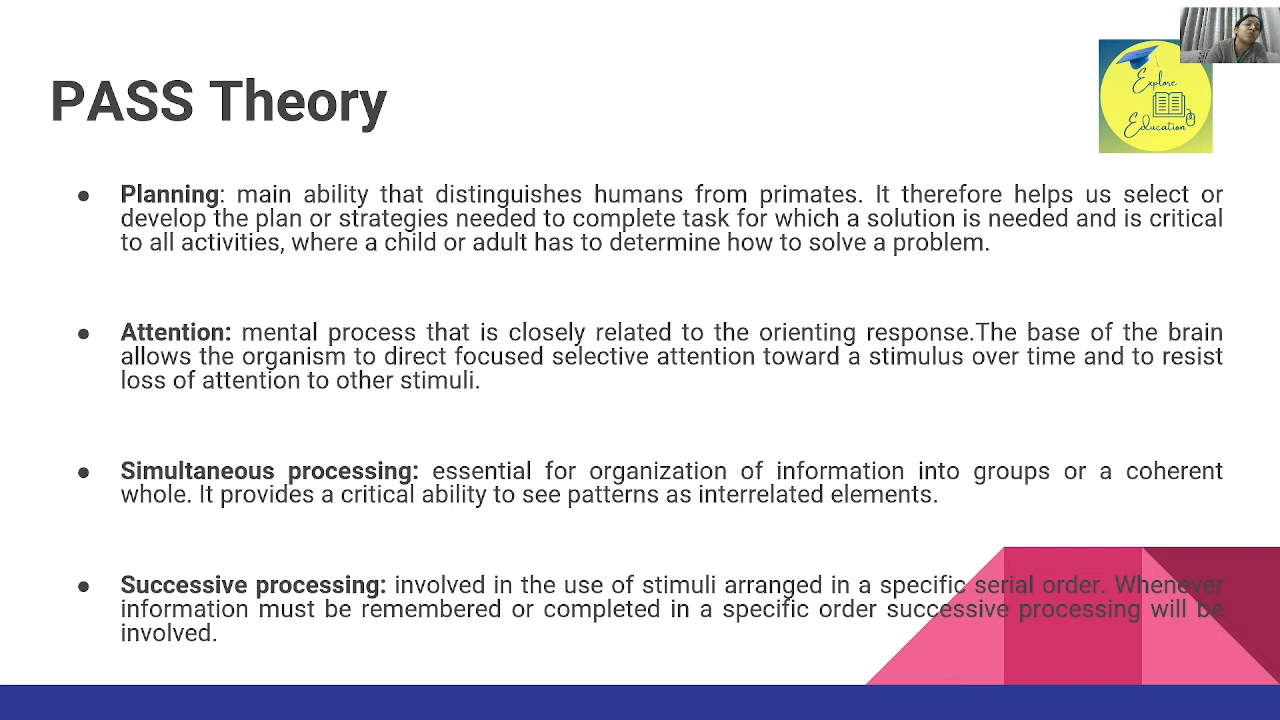 PASS Theory
Explore
Education
● Planning: main ability that distinguishes humans from primates. It therefore helps us select or
develop the plan or strategies needed to complete task for which a solution is needed and is critical
to all activities, where a child or adult has to determine how to solve a problem.
● Attention: mental process that is closely related to the orienting response.The base of the brain
allows the organism to direct focused selective attention toward a stimulus over time and to resist
loss of attention to other stimuli.
● Simultaneous processing: essential for organization of information into groups or a coherent
whole. It provides a critical ability to see patterns as interrelated elements.
● Successive processing: involved in the use of stimuli arranged in a specific serial order. Whenever
information must be remembered or completed in a specific order successive processing will be
involved.